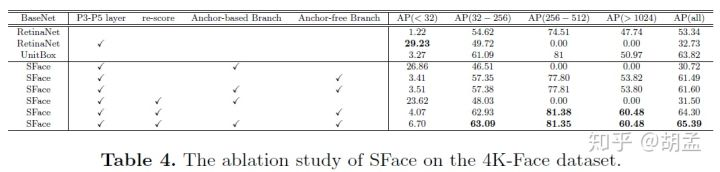 BaseNet P3-P5 layer re-score Anchor-based Branch Anchor-free Branch AP(< 32) AP(32 − 256) AP(256 − 512) AP(> 1024) AP(all)
RetinaNet 1.22 54.62 74.51 47.74 53.34
RetinaNet ✓ 29.23 49.72 0.00 0.00 32.73
UnitBox 3.27 61.09 81 50.97 63.82
SFace ✓ ✓ 26.86 46.51 0.00 0.00 30.72
SFace ✓ ✓ 3.41 57.35 77.80 53.82 61.49
SFace ✓ ✓ ✓ 3.51 57.38 77.81 53.80 61.60
SFace ✓ ✓ ✓ 23.62 48.03 0.00 0.00 31.50
SFace ✓ ✓ ✓ 4.07 62.93 81.38 60.48 64.30
SFace ✓ ✓ ✓ ✓ 6.70 63.09 81.35 60.48 65.39
Table 4. The ablation study of SFace on the 4K-Face dataset.
知乎 @胡孟